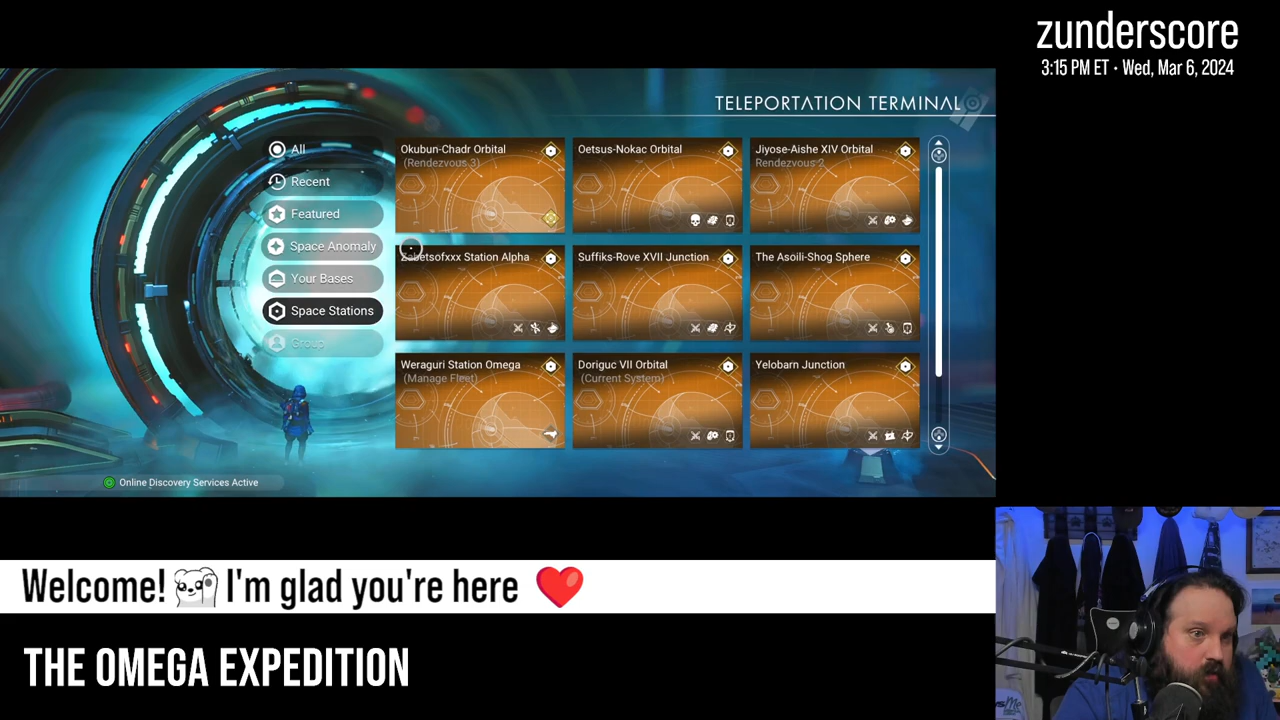 zunderscore
3:15 PM ET • Wed, Mar 6, 2024
TELEPORTATION TERMINAL
All
Recent
Featured
Space Anomaly
Your Bases
Space Stations
Group
Okubun-Chadr Orbital
(Rendezvous 3)
Oetsus-Nokac Orbital
Jiyose-Aishe XIV Orbital
Rendezvous 2
Zabetsofxxx Station Alpha
Suffiks-Rove XVII Junction
The Asoili-Shog Sphere
Weraguri Station Omega
(Manage Fleet)
Doriguc VII Orbital
(Current System)
Yelobarn Junction
Online Discovery Services Active
Welcome! I'm glad you're here
THE OMEGA EXPEDITION